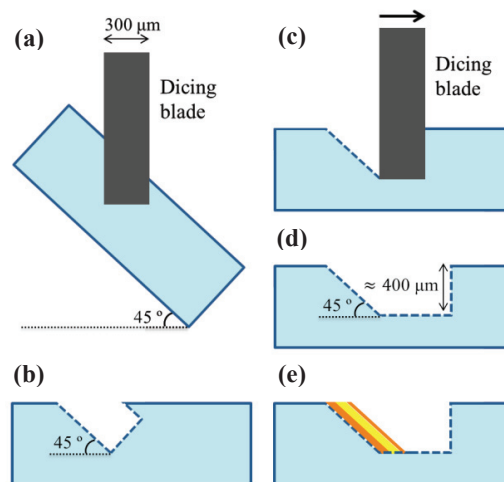 (a)
300 μm
Dicing
blade
45 º
(b)
45 º
(c)
Dicing
blade
(d)
≈ 400 μm
45 º
(e)